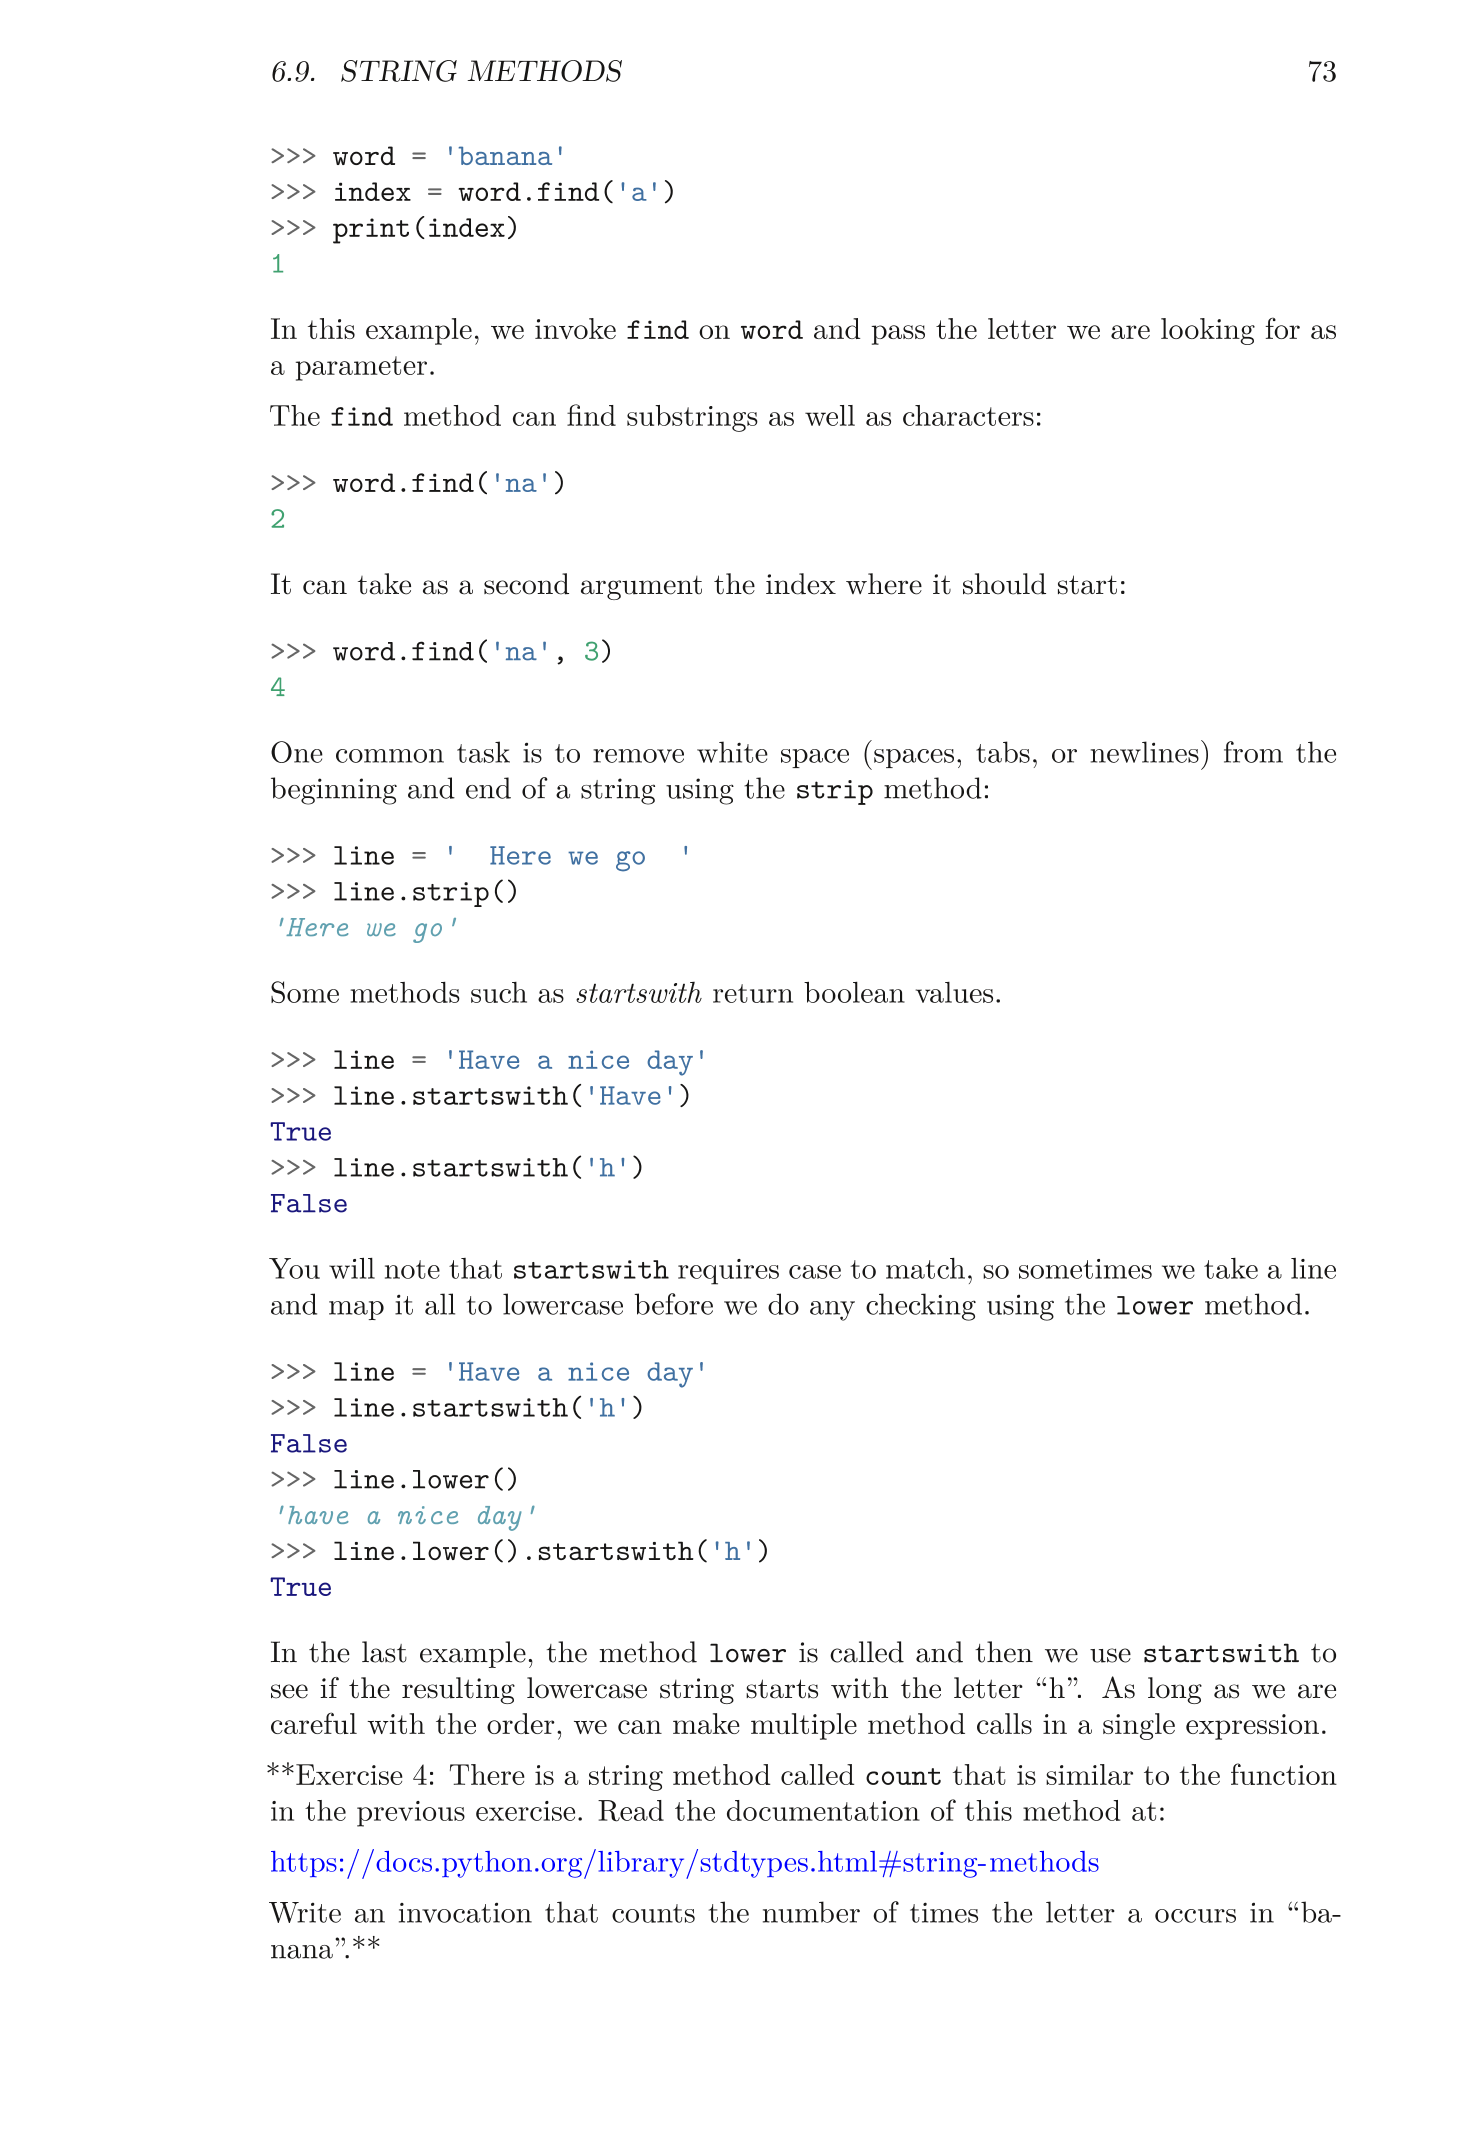 6.9. STRING METHODS 73
>>> word = 'banana'
>>> index = word.find('a')
>>> print(index)
1
In this example, we invoke find on word and pass the letter we are looking for as
a parameter.
The find method can find substrings as well as characters:
>>> word.find('na')
2
It can take as a second argument the index where it should start:
>>> word.find('na', 3)
4
One common task is to remove white space (spaces, tabs, or newlines) from the
beginning and end of a string using the strip method:
>>> line = '  Here we go  '
>>> line.strip()
'Here we go'
Some methods such as startswith return boolean values.
>>> line = 'Have a nice day'
>>> line.startswith('Have')
True
>>> line.startswith('h')
False
You will note that startswith requires case to match, so sometimes we take a line
and map it all to lowercase before we do any checking using the lower method.
>>> line = 'Have a nice day'
>>> line.startswith('h')
False
>>> line.lower()
'have a nice day'
>>> line.lower().startswith('h')
True
In the last example, the method lower is called and then we use startswith to
see if the resulting lowercase string starts with the letter “h”. As long as we are
careful with the order, we can make multiple method calls in a single expression.
**Exercise 4: There is a string method called count that is similar to the function
in the previous exercise. Read the documentation of this method at:
https://docs.python.org/library/stdtypes.html#string-methods
Write an invocation that counts the number of times the letter a occurs in “ba-
nana”.**